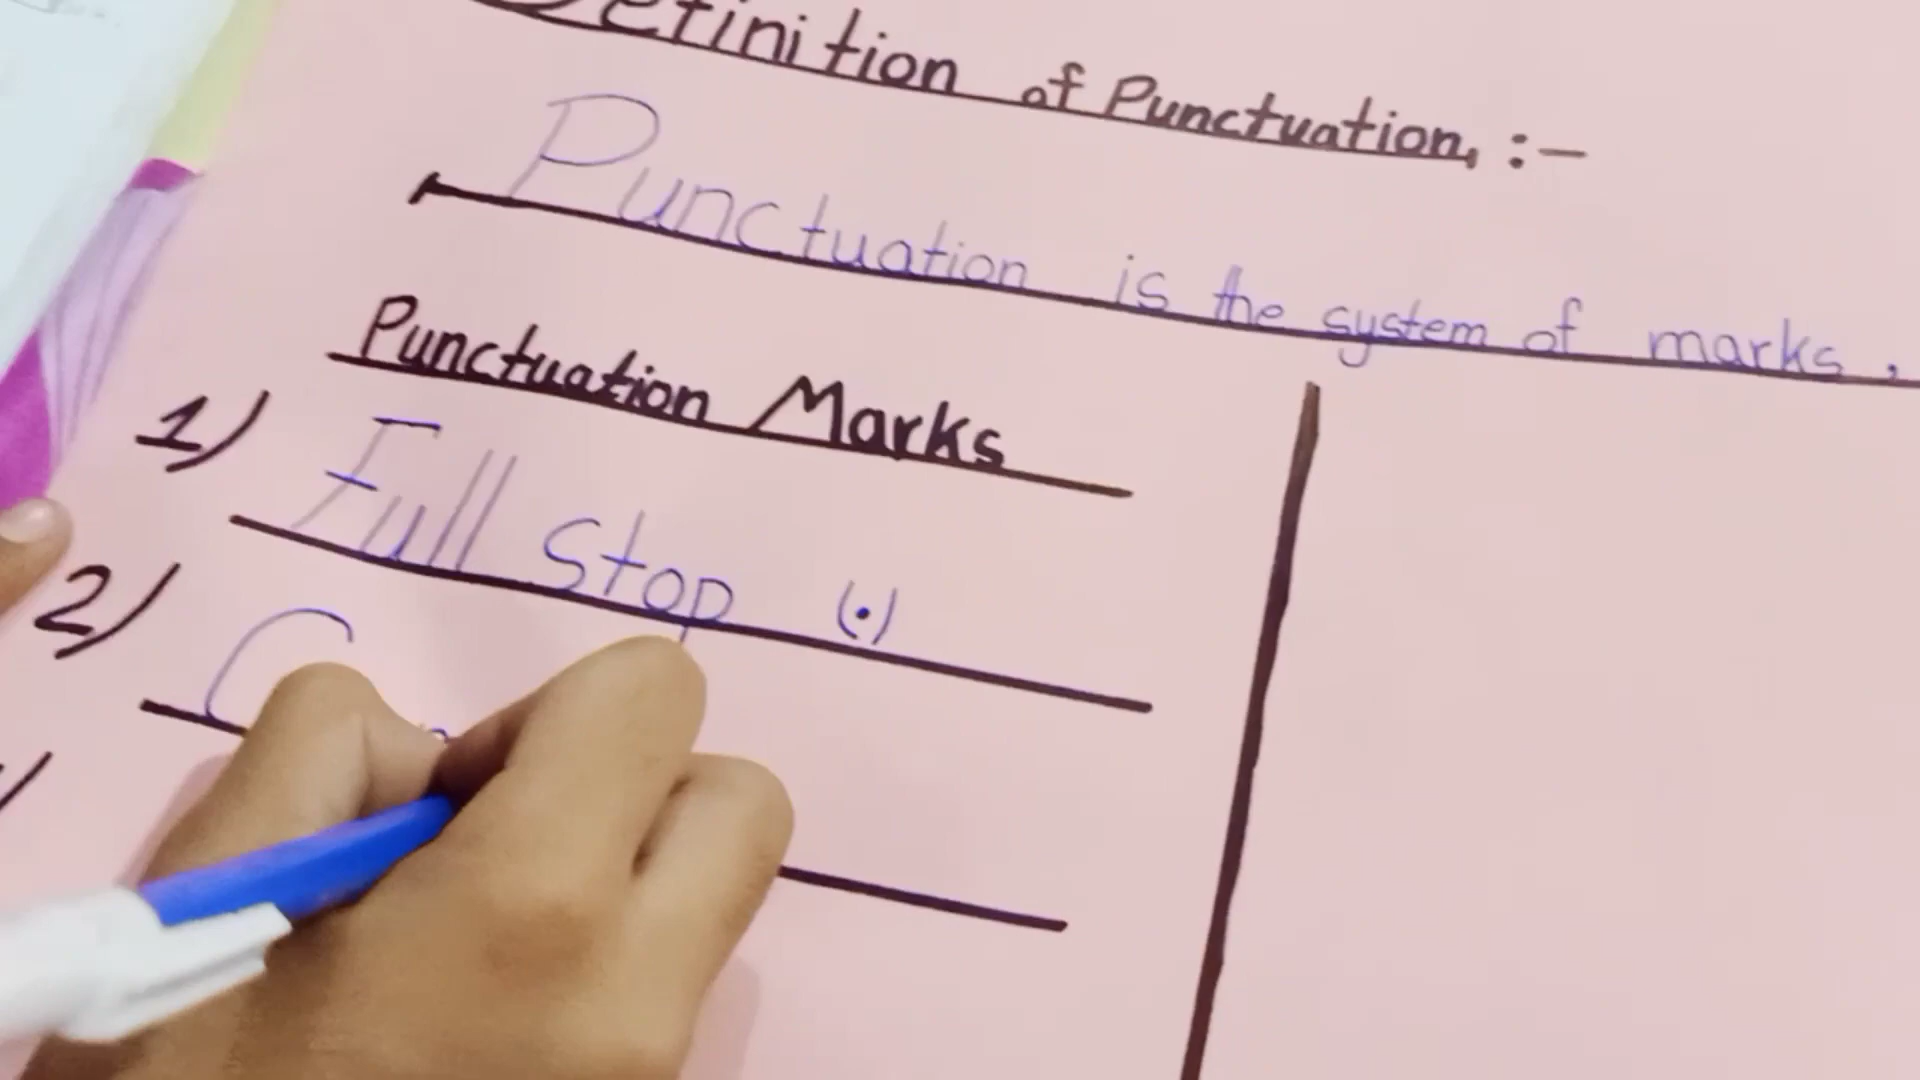 Definition of Punctuation, :-
Punctuation is the system of marks,
Punctuation Marks
1) Full Stop (.)
2)